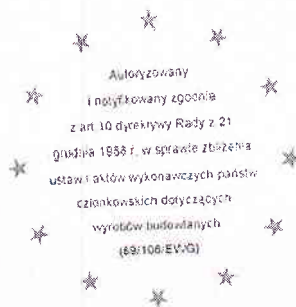 Autoryzowany
i notyfikowany zgodnie
z art. 10 dyrektywy Rady z 21
grudnia 1988 r. w sprawie zbliżenia
ustaw i aktów wykonawczych państw
członkowskich dotyczących
wyrobów budowlanych
(89/106/EWG)